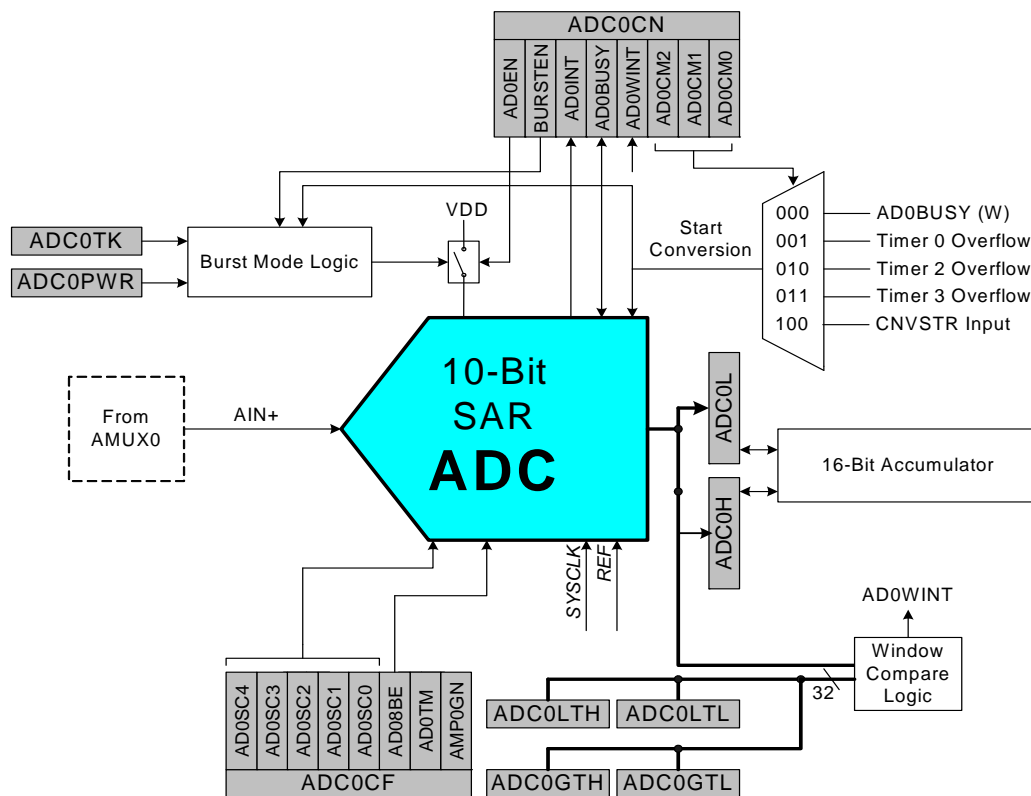 ADC0CN
AD0EN
BURSTEN
AD0INT
AD0BUSY
AD0WINT
AD0CM2
AD0CM1
AD0CM0
VDD
Start
Conversion
000
001
010
011
100
AD0BUSY (W)
Timer 0 Overflow
Timer 2 Overflow
Timer 3 Overflow
CNVSTR Input
ADC0TK
ADC0PWR
Burst Mode Logic
From
AMUX0
AIN+
10-Bit
SAR
ADC
ADC0L
ADC0H
16-Bit Accumulator
SYSCLK
REF
AD0WINT
Window
Compare
Logic
32
ADC0LTH
ADC0LTL
ADC0GTH
ADC0GTL
AD0SC4
AD0SC3
AD0SC2
AD0SC1
AD0SC0
AD08BE
AD0TM
AMP0GN
ADC0CF